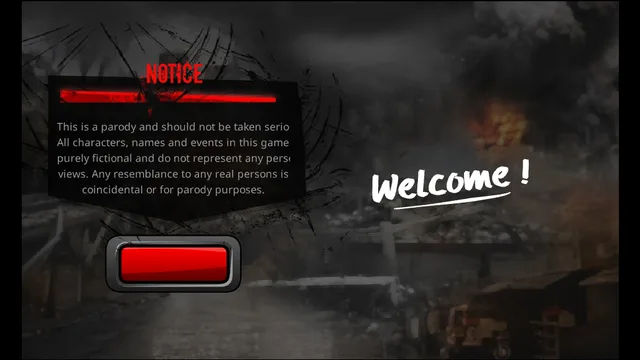 NOTICE
This is a parody and should not be taken serio
All characters, names and events in this game
purely fictional and do not represent any perso
views. Any resemblance to any real persons is
coincidental or for parody purposes.
Welcome !